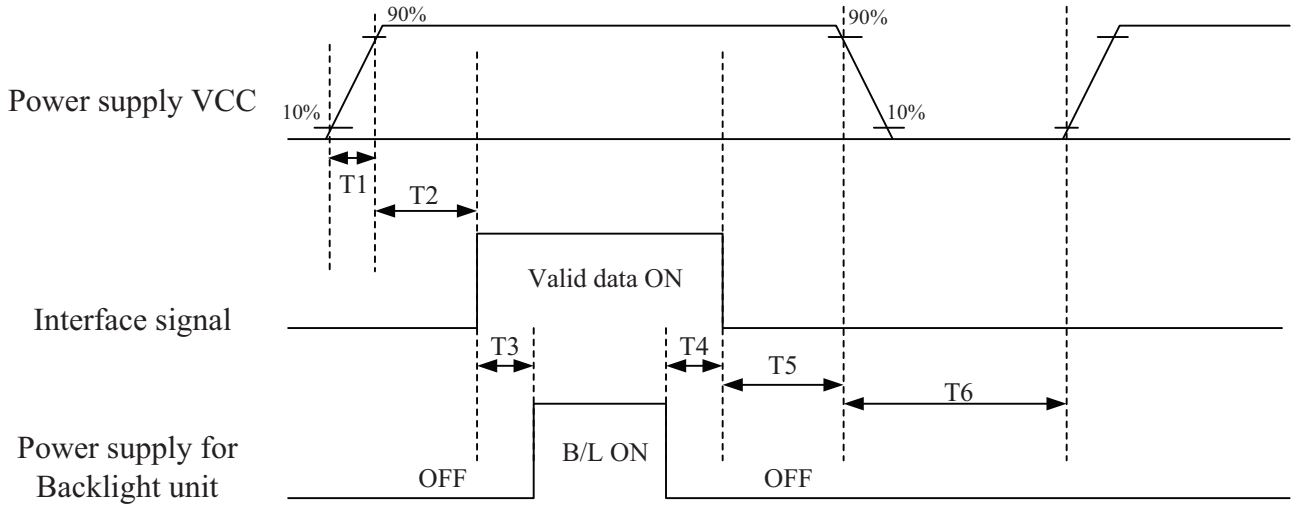 90%
90%
Power supply VCC
10%
10%
T1
T2
Valid data ON
Interface signal
T3
T4
T5
T6
Power supply for
Backlight unit
OFF
B/L ON
OFF